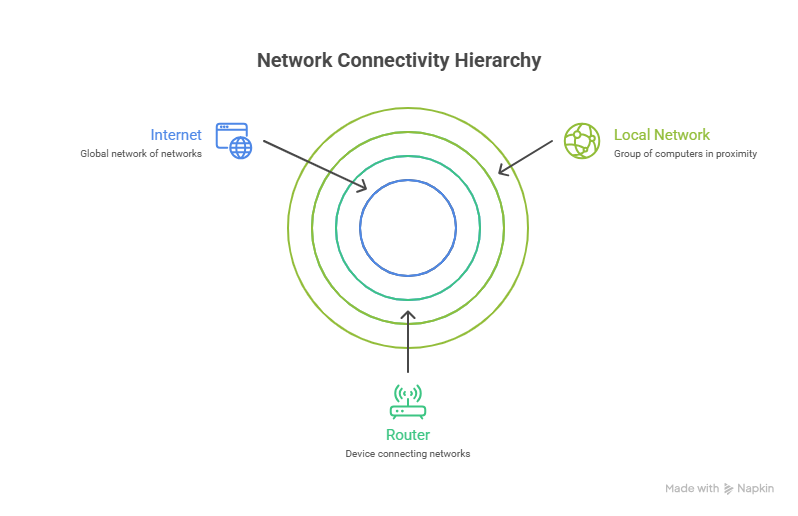 Network Connectivity Hierarchy
Internet
Global network of networks
Local Network
Group of computers in proximity
Router
Device connecting networks
Made with Napkin